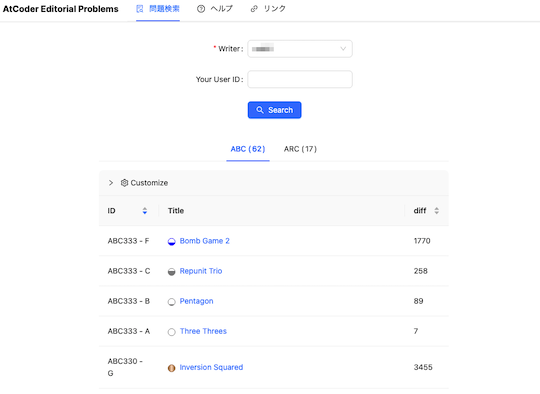 AtCoder Editorial Problems 問題検索 ヘルプ リンク
* Writer :
Your User ID :
Search
ABC (62) ARC (17)
Customize
ID Title diff
ABC333 - F Bomb Game 2 1770
ABC333 - C Repunit Trio 258
ABC333 - B Pentagon 89
ABC333 - A Three Threes 7
ABC330 -
G Inversion Squared 3455